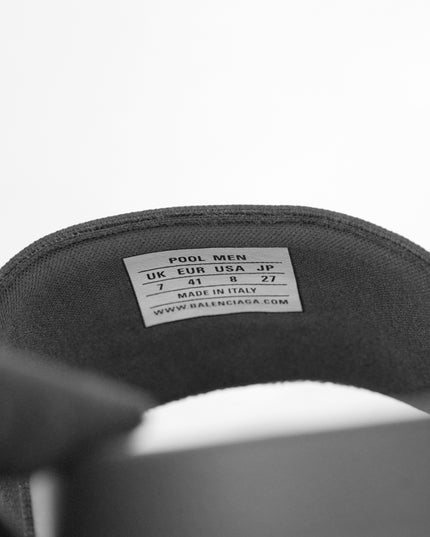 POOL MEN
UK EUR USA JP
7 41 8 27
MADE IN ITALY
WWW.BALENCIAGA.COM